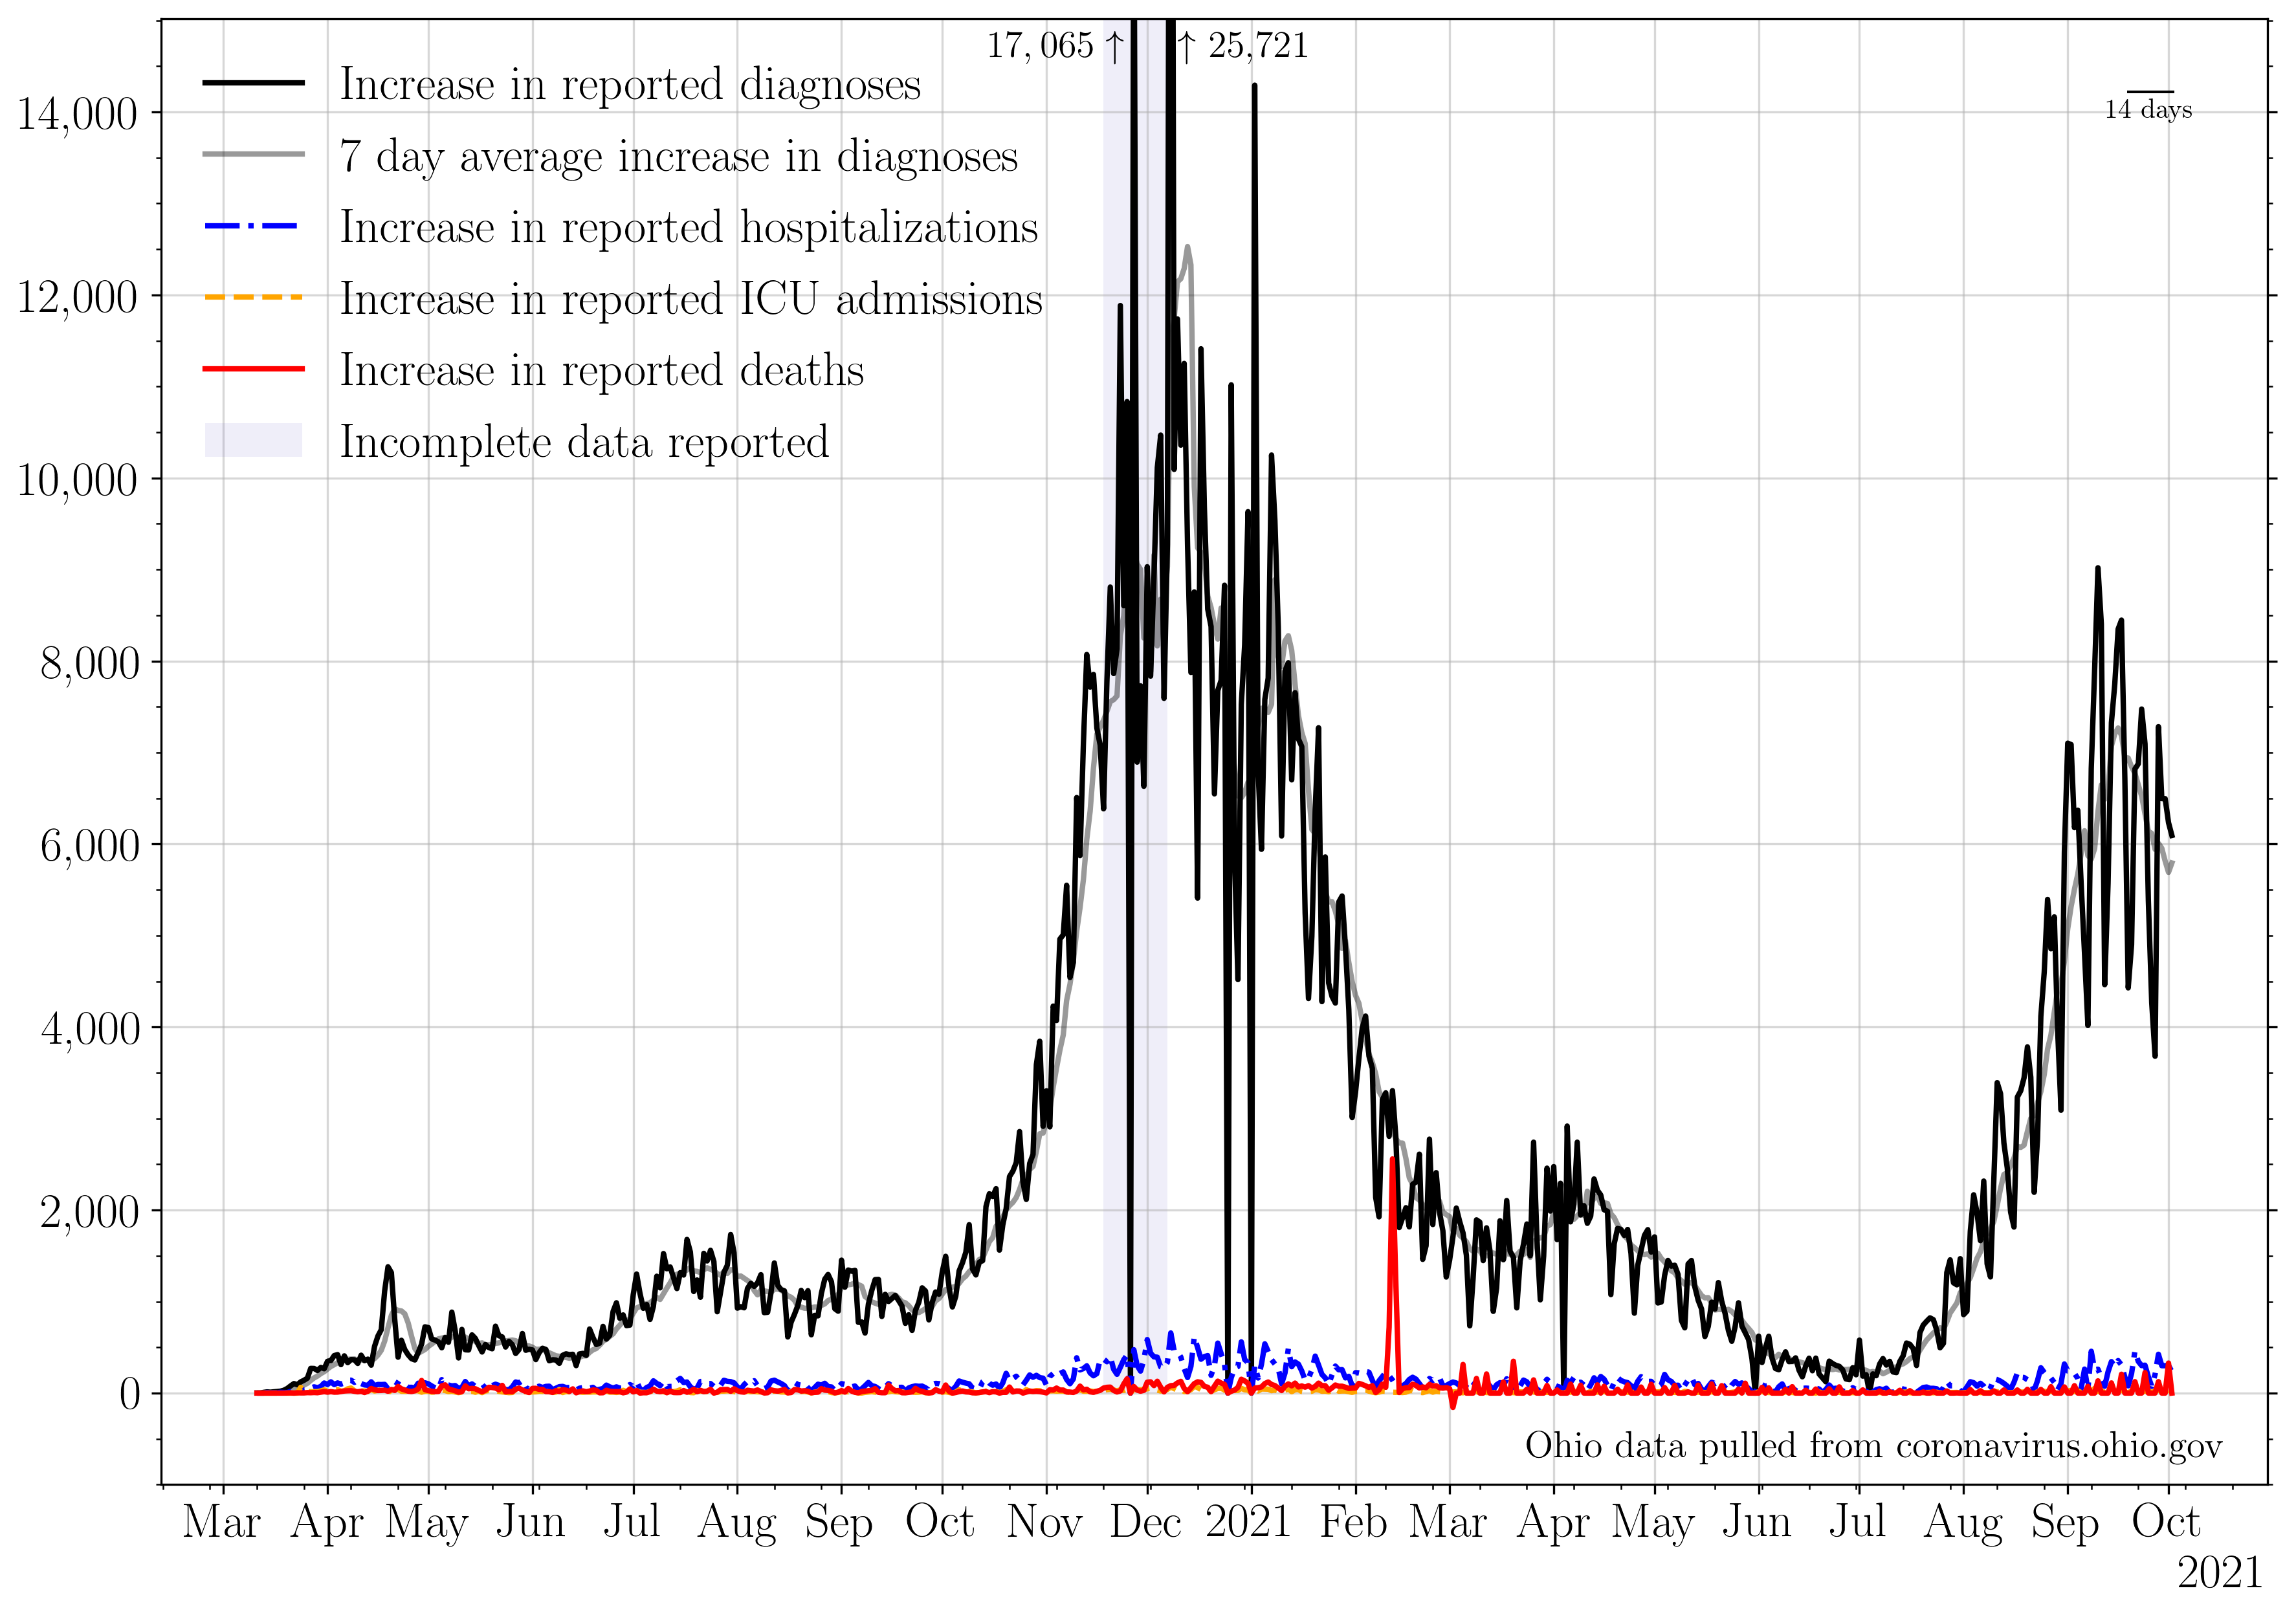 17,065 ↑ ↑ 25,721
Increase in reported diagnoses
7 day average increase in diagnoses
Increase in reported hospitalizations
Increase in reported ICU admissions
Increase in reported deaths
Incomplete data reported
14 days
14,000
12,000
10,000
8,000
6,000
4,000
2,000
0
Ohio data pulled from coronavirus.ohio.gov
Mar Apr May Jun Jul Aug Sep Oct Nov Dec 2021 Feb Mar Apr May Jun Jul Aug Sep Oct
2021